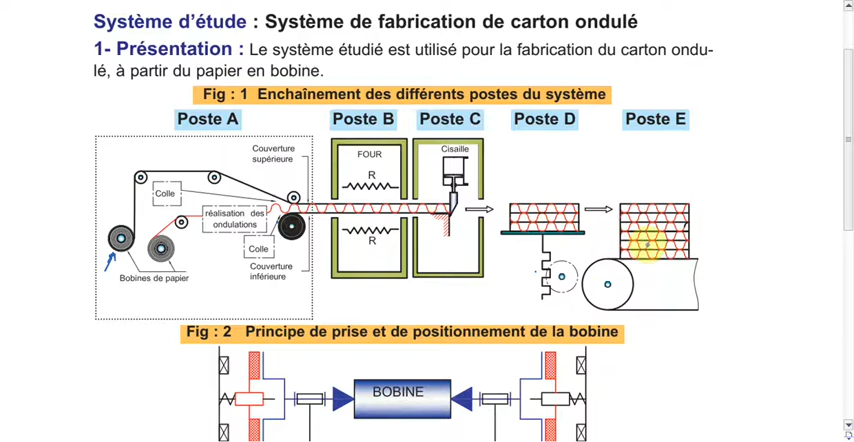 Système d'étude : Système de fabrication de carton ondulé
1- Présentation : Le système étudié est utilisé pour la fabrication du carton ondu-
lé, à partir du papier en bobine.
Fig : 1 Enchaînement des différents postes du système
Poste A Poste B Poste C Poste D Poste E
Couverture
supérieure
Colle
réalisation des
ondulations
Colle
Couverture
inférieure
Bobines de papier
FOUR
R
R
Cisaille
Fig : 2 Principe de prise et de positionnement de la bobine
BOBINE